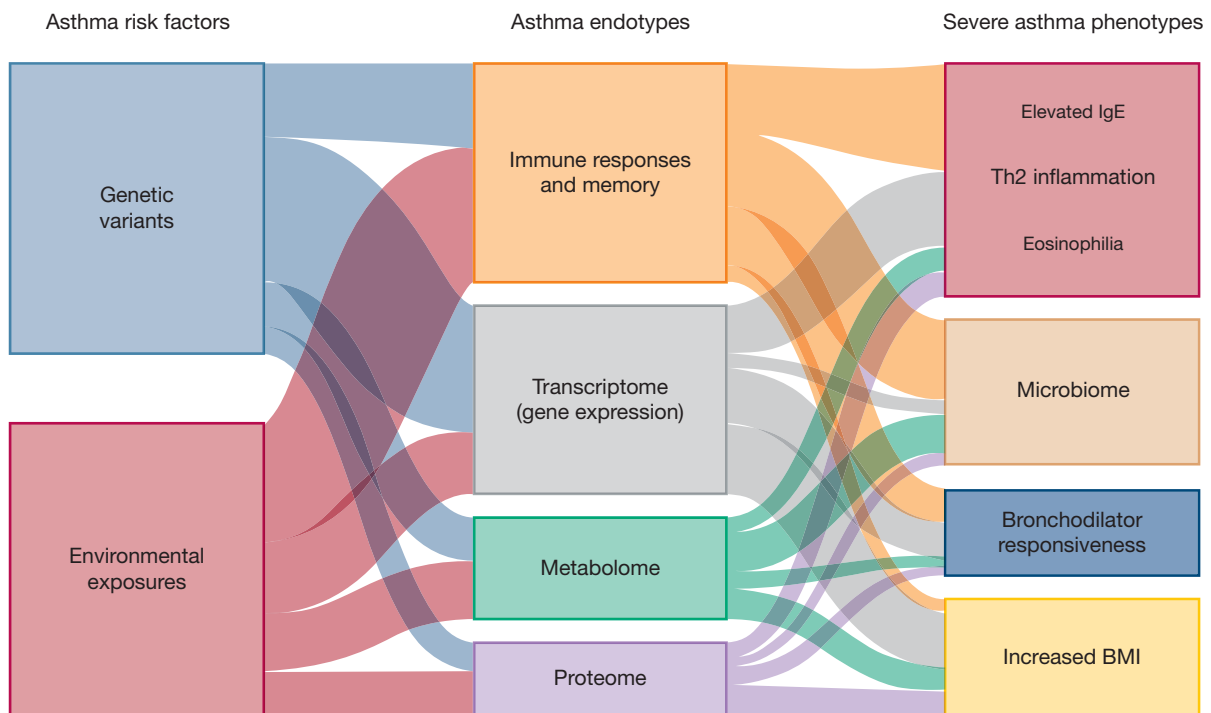 Asthma risk factors
Asthma endotypes
Severe asthma phenotypes
Genetic
variants
Environmental
exposures
Immune responses
and memory
Transcriptome
(gene expression)
Metabolome
Proteome
Elevated IgE
Th2 inflammation
Eosinophilia
Microbiome
Bronchodilator
responsiveness
Increased BMI